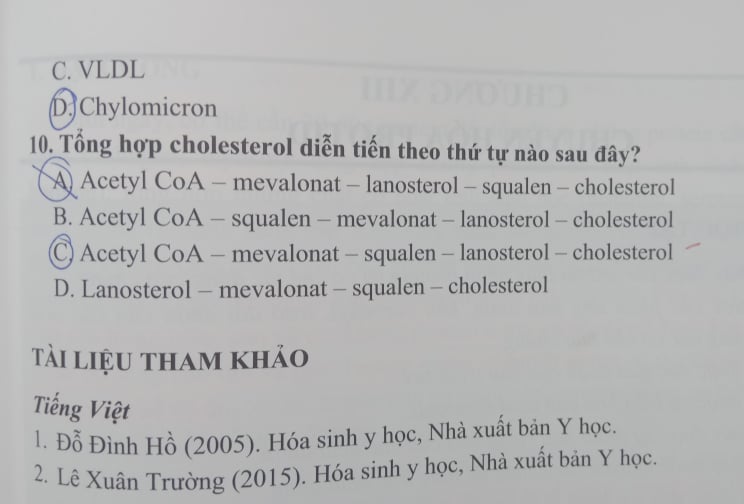 C. VLDL
D. Chylomicron
10. Tổng hợp cholesterol diễn tiến theo thứ tự nào sau đây?
A. Acetyl CoA – mevalonat – lanosterol – squalen – cholesterol
B. Acetyl CoA – squalen – mevalonat – lanosterol – cholesterol
C. Acetyl CoA – mevalonat – squalen – lanosterol – cholesterol
D. Lanosterol – mevalonat – squalen – cholesterol
TÀI LIỆU THAM KHẢO
Tiếng Việt
1. Đỗ Đình Hồ (2005). Hóa sinh y học, Nhà xuất bản Y học.
2. Lê Xuân Trường (2015). Hóa sinh y học, Nhà xuất bản Y học.